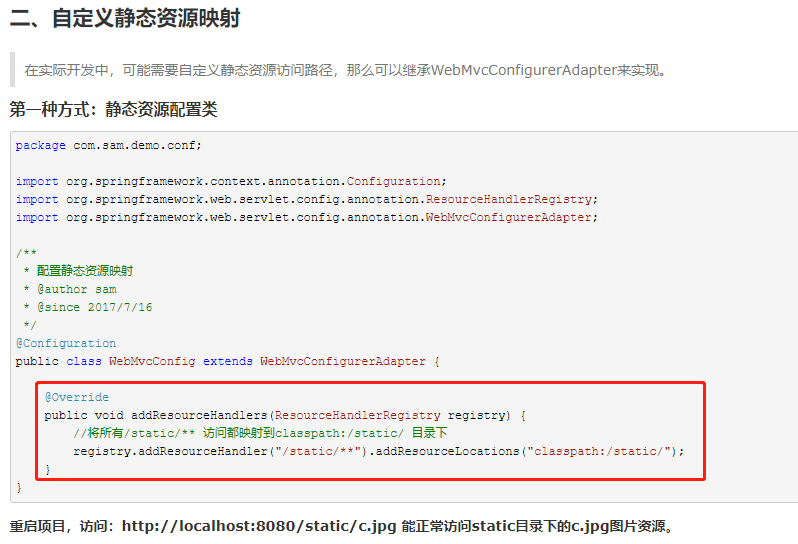 二、自定义静态资源映射
在实际开发中，可能需要自定义静态资源访问路径，那么可以继承WebMvcConfigurerAdapter来实现。
第一种方式：静态资源配置类
package com.sam.demo.conf;
import org.springframework.context.annotation.Configuration;
import org.springframework.web.servlet.config.annotation.ResourceHandlerRegistry;
import org.springframework.web.servlet.config.annotation.WebMvcConfigurerAdapter;
/**
 * 配置静态资源映射
 * @author sam
 * @since 2017/7/16
 */
@Configuration
public class WebMvcConfig extends WebMvcConfigurerAdapter {
    @Override
    public void addResourceHandlers(ResourceHandlerRegistry registry) {
        //将所有/static/** 访问都映射到classpath:/static/ 目录下
        registry.addResourceHandler("/static/**").addResourceLocations("classpath:/static/");
    }
}
重启项目，访问：http://localhost:8080/static/c.jpg 能正常访问static目录下的c.jpg图片资源。